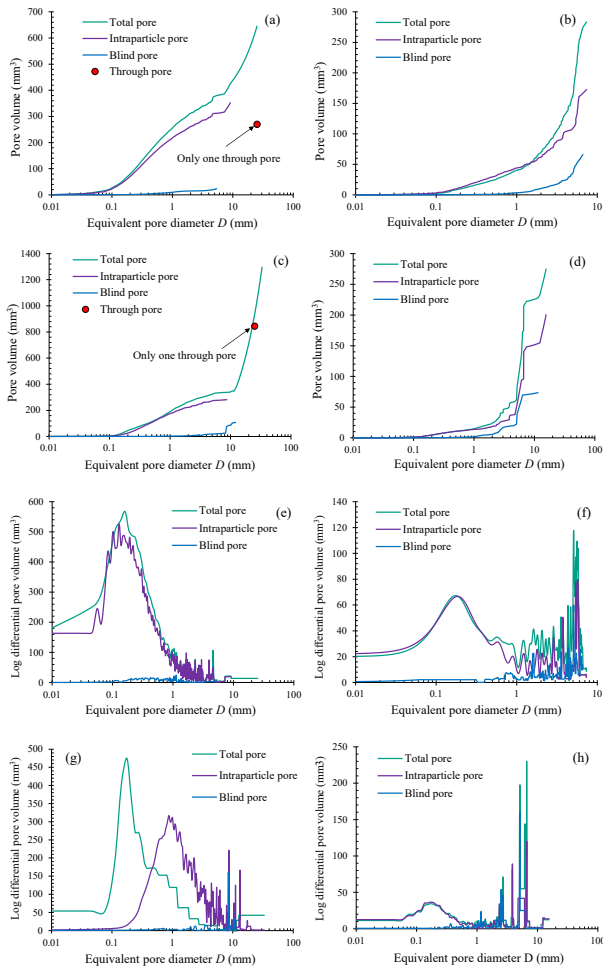 (a)
Total pore
Intraparticle pore
Blind pore
Through pore
Only one through pore
700
600
500
400
300
200
100
0
0.01 0.1 1 10 100
Pore volume (mm³)
Equivalent pore diameter D (mm)
(b)
Total pore
Intraparticle pore
Blind pore
300
250
200
150
100
50
0
0.01 0.1 1 10
Pore volume (mm³)
Equivalent pore diameter D (mm)
(c)
Total pore
Intraparticle pore
Blind pore
Through pore
Only one through pore
1400
1200
1000
800
600
400
200
0
0.01 0.1 1 10 100
Pore volume (mm³)
Equivalent pore diameter D (mm)
(d)
Total pore
Intraparticle pore
Blind pore
300
250
200
150
100
50
0
0.01 0.1 1 10 100
Pore volume (mm³)
Equivalent pore diameter D (mm)
(e)
Total pore
Intraparticle pore
Blind pore
600
500
400
300
200
100
0
0.01 0.1 1 10 100
Log differential pore volume (mm³)
Equivalent pore diameter D (mm)
(f)
Total pore
Intraparticle pore
Blind pore
140
120
100
80
60
40
20
0
0.01 0.1 1 10
Log differential pore volume (mm³)
Equivalent pore diameter D (mm)
(g)
Total pore
Intraparticle pore
Blind pore
500
450
400
350
300
250
200
150
100
50
0
0.01 0.1 1 10 100
Log differential pore volume (mm³)
Equivalent pore diameter D (mm)
(h)
Total pore
Intraparticle pore
Blind pore
250
200
150
100
50
0
0.01 0.1 1 10 100
Log differential pore volume (mm3)
Equivalent pore diameter D (mm)